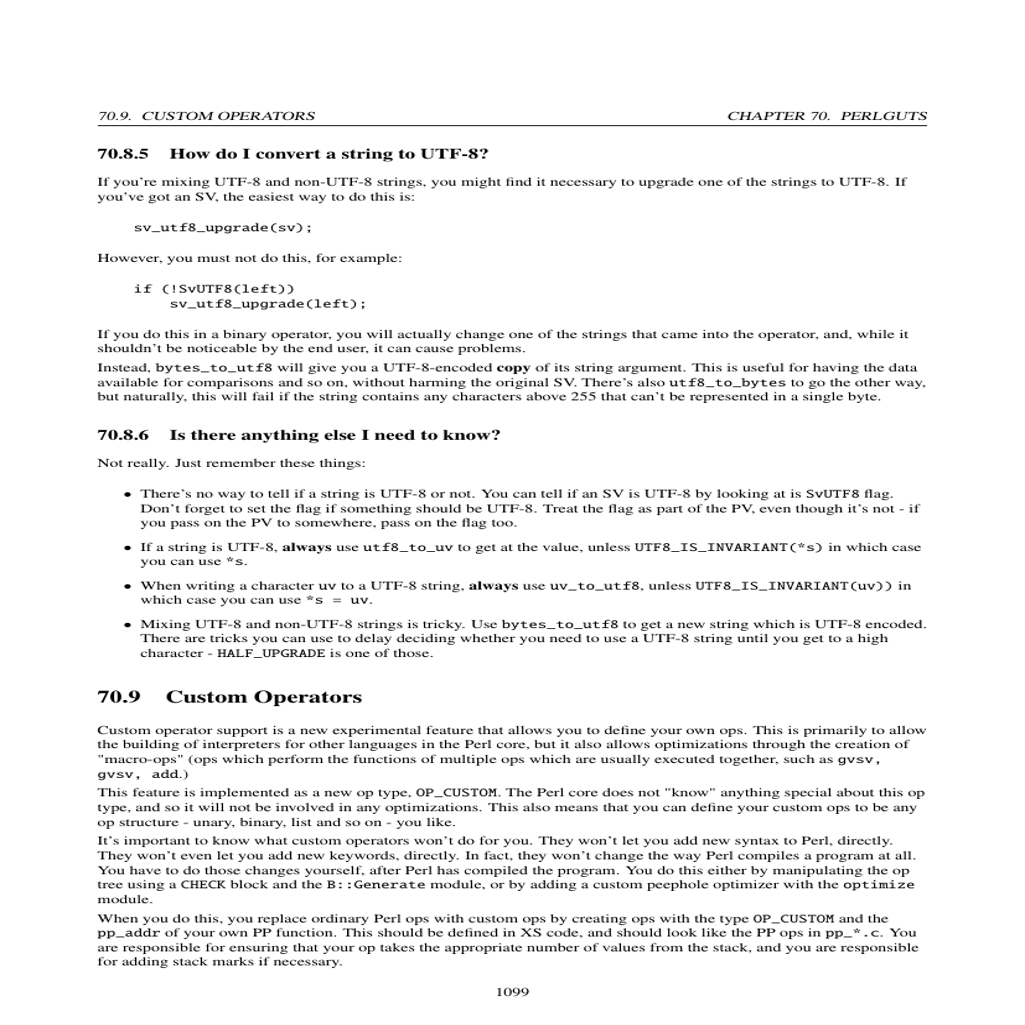 70.9. CUSTOM OPERATORS CHAPTER 70. PERLGUTS
70.8.5 How do I convert a string to UTF-8?
If you're mixing UTF-8 and non-UTF-8 strings, you might find it necessary to upgrade one of the strings to UTF-8. If
you've got an SV, the easiest way to do this is:
sv_utf8_upgrade(sv);
However, you must not do this, for example:
if (!SvUTF8(left))
sv_utf8_upgrade(left);
If you do this in a binary operator, you will actually change one of the strings that came into the operator, and, while it
shouldn't be noticeable by the end user, it can cause problems.
Instead, bytes_to_utf8 will give you a UTF-8-encoded copy of its string argument. This is useful for having the data
available for comparisons and so on, without harming the original SV. There's also utf8_to_bytes to go the other way,
but naturally, this will fail if the string contains any characters above 255 that can't be represented in a single byte.
70.8.6 Is there anything else I need to know?
Not really. Just remember these things:
• There's no way to tell if a string is UTF-8 or not. You can tell if an SV is UTF-8 by looking at is SvUTF8 flag.
Don't forget to set the flag if something should be UTF-8. Treat the flag as part of the PV, even though it's not - if
you pass on the PV to somewhere, pass on the flag too.
• If a string is UTF-8, always use utf8_to_uv to get at the value, unless UTF8_IS_INVARIANT(*s) in which case
you can use *s.
• When writing a character uv to a UTF-8 string, always use uv_to_utf8, unless UTF8_IS_INVARIANT(uv)) in
which case you can use *s = uv.
• Mixing UTF-8 and non-UTF-8 strings is tricky. Use bytes_to_utf8 to get a new string which is UTF-8 encoded.
There are tricks you can use to delay deciding whether you need to use a UTF-8 string until you get to a high
character - HALF_UPGRADE is one of those.
70.9 Custom Operators
Custom operator support is a new experimental feature that allows you to define your own ops. This is primarily to allow
the building of interpreters for other languages in the Perl core, but it also allows optimizations through the creation of
"macro-ops" (ops which perform the functions of multiple ops which are usually executed together, such as gvsv,
gvsv, add.)
This feature is implemented as a new op type, OP_CUSTOM. The Perl core does not "know" anything special about this op
type, and so it will not be involved in any optimizations. This also means that you can define your custom ops to be any
op structure - unary, binary, list and so on - you like.
It's important to know what custom operators won't do for you. They won't let you add new syntax to Perl, directly.
They won't even let you add new keywords, directly. In fact, they won't change the way Perl compiles a program at all.
You have to do those changes yourself, after Perl has compiled the program. You do this either by manipulating the op
tree using a CHECK block and the B::Generate module, or by adding a custom peephole optimizer with the optimize
module.
When you do this, you replace ordinary Perl ops with custom ops by creating ops with the type OP_CUSTOM and the
pp_addr of your own PP function. This should be defined in XS code, and should look like the PP ops in pp_*.c. You
are responsible for ensuring that your op takes the appropriate number of values from the stack, and you are responsible
for adding stack marks if necessary.
1099